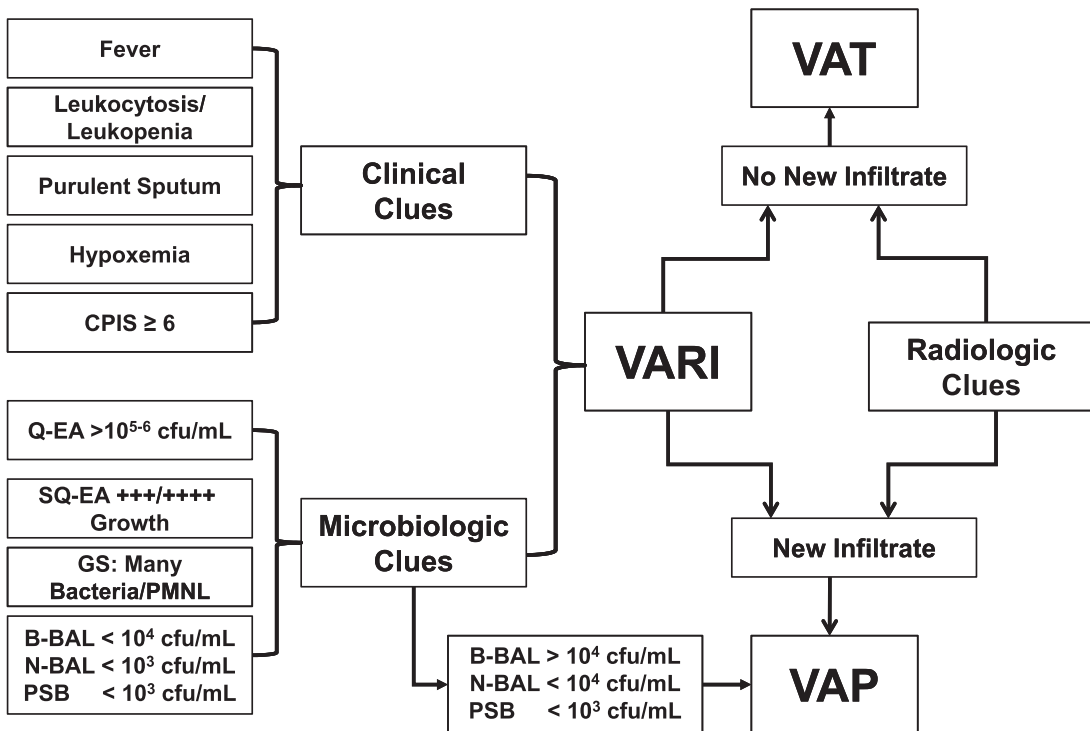 Fever
Leukocytosis/
Leukopenia
Purulent Sputum
Hypoxemia
CPIS ≥ 6
Clinical
Clues
Q-EA >10⁵⁻⁶ cfu/mL
SQ-EA +++/++++
Growth
GS: Many
Bacteria/PMNL
B-BAL < 10⁴ cfu/mL
N-BAL < 10³ cfu/mL
PSB < 10³ cfu/mL
Microbiologic
Clues
B-BAL > 10⁴ cfu/mL
N-BAL < 10⁴ cfu/mL
PSB < 10³ cfu/mL
VARI
VAT
No New Infiltrate
Radiologic
Clues
New Infiltrate
VAP